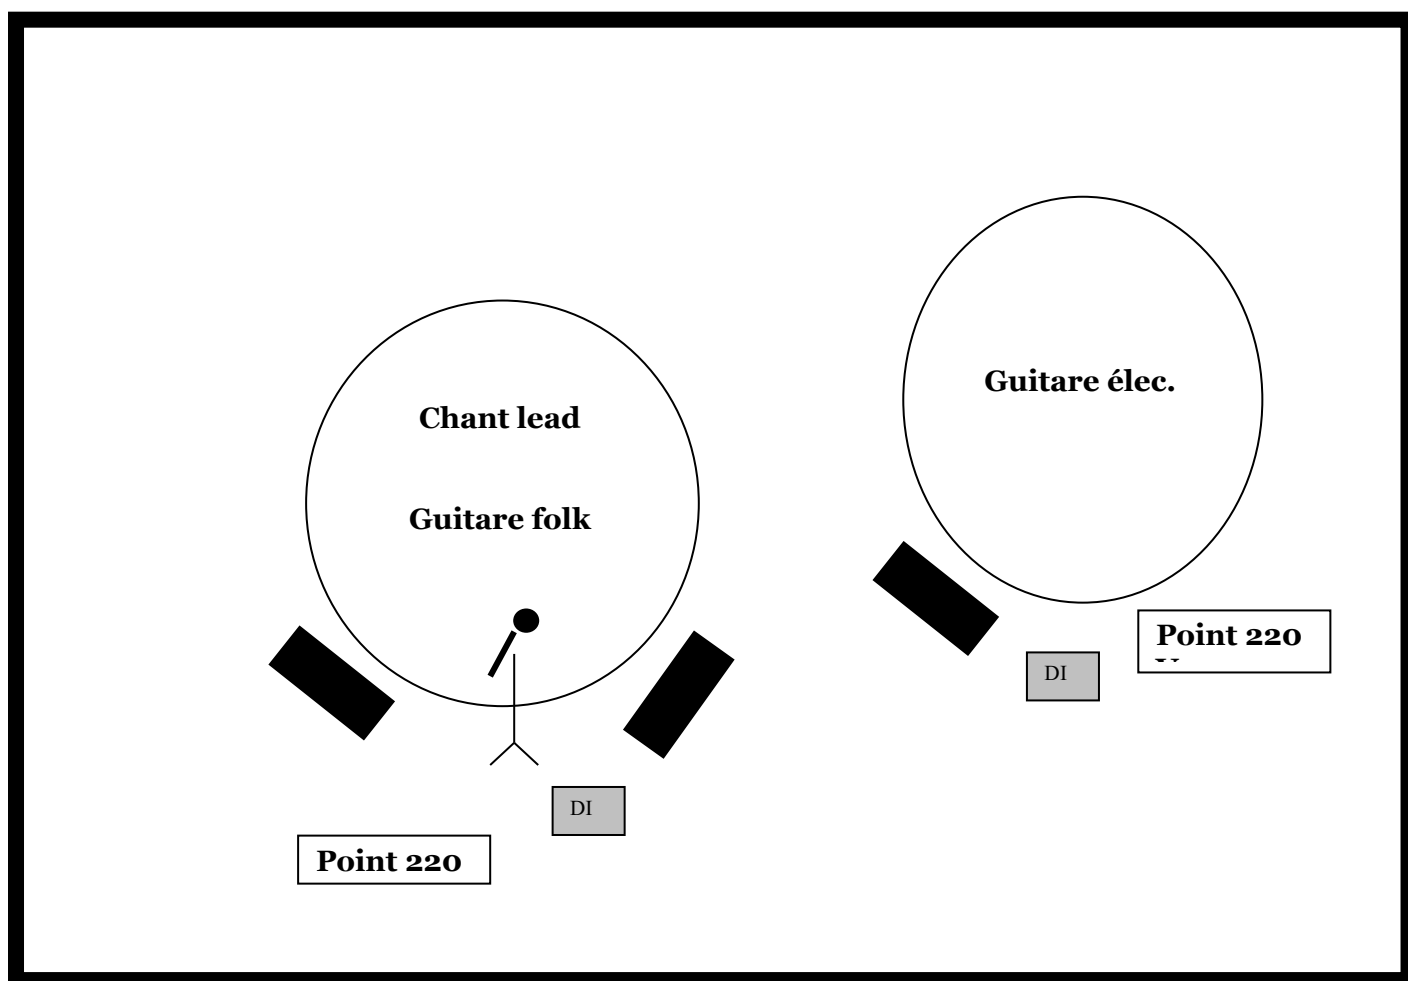 Guitare élec.
Chant lead
Guitare folk
Point 220
DI
DI
Point 220